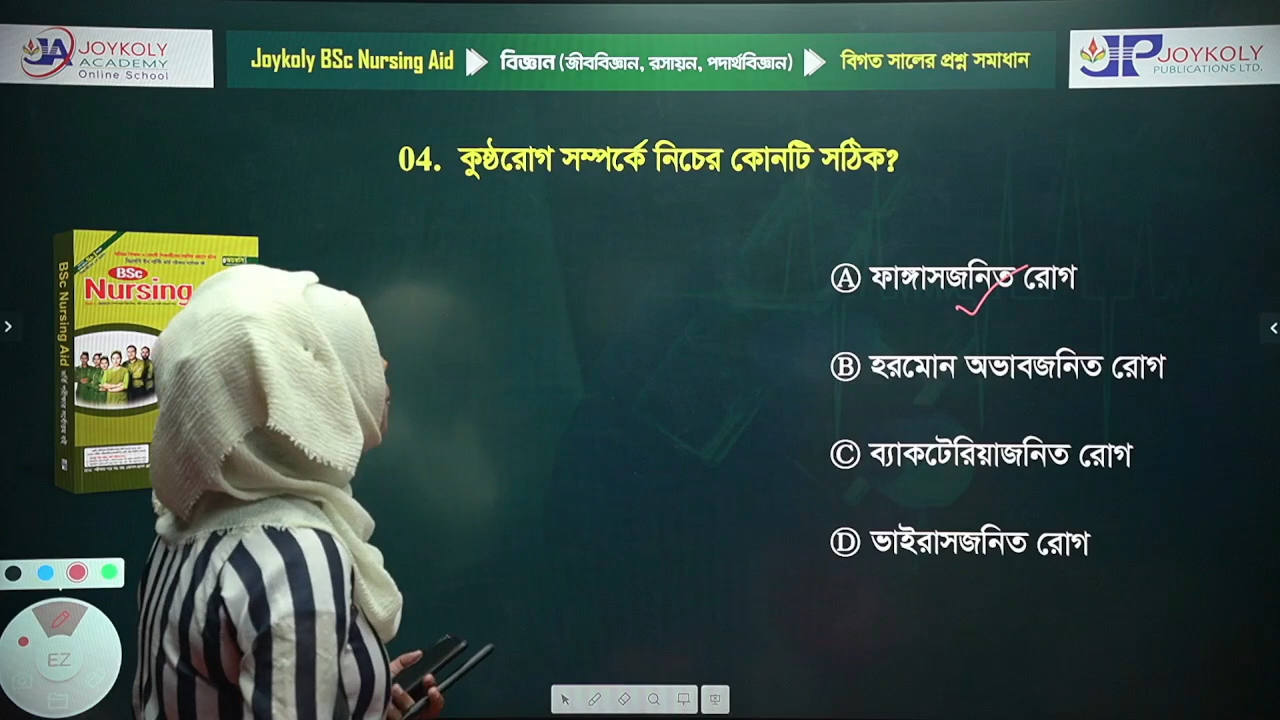 JA JOYKOLY
ACADEMY
Online School
Joykoly BSc Nursing Aid
বিজ্ঞান (জীববিজ্ঞান, রসায়ন, পদার্থবিজ্ঞান)
বিগত সালের প্রশ্ন সমাধান
JP JOYKOLY
PUBLICATIONS LTD.
04. কুষ্ঠরোগ সম্পর্কে নিচের কোনটি সঠিক?
A ফাঙ্গাসজনিত রোগ
B হরমোন অভাবজনিত রোগ
C ব্যাকটেরিয়াজনিত রোগ
D ভাইরাসজনিত রোগ
BSc
Nursing
BSc Nursing Aid
EZ